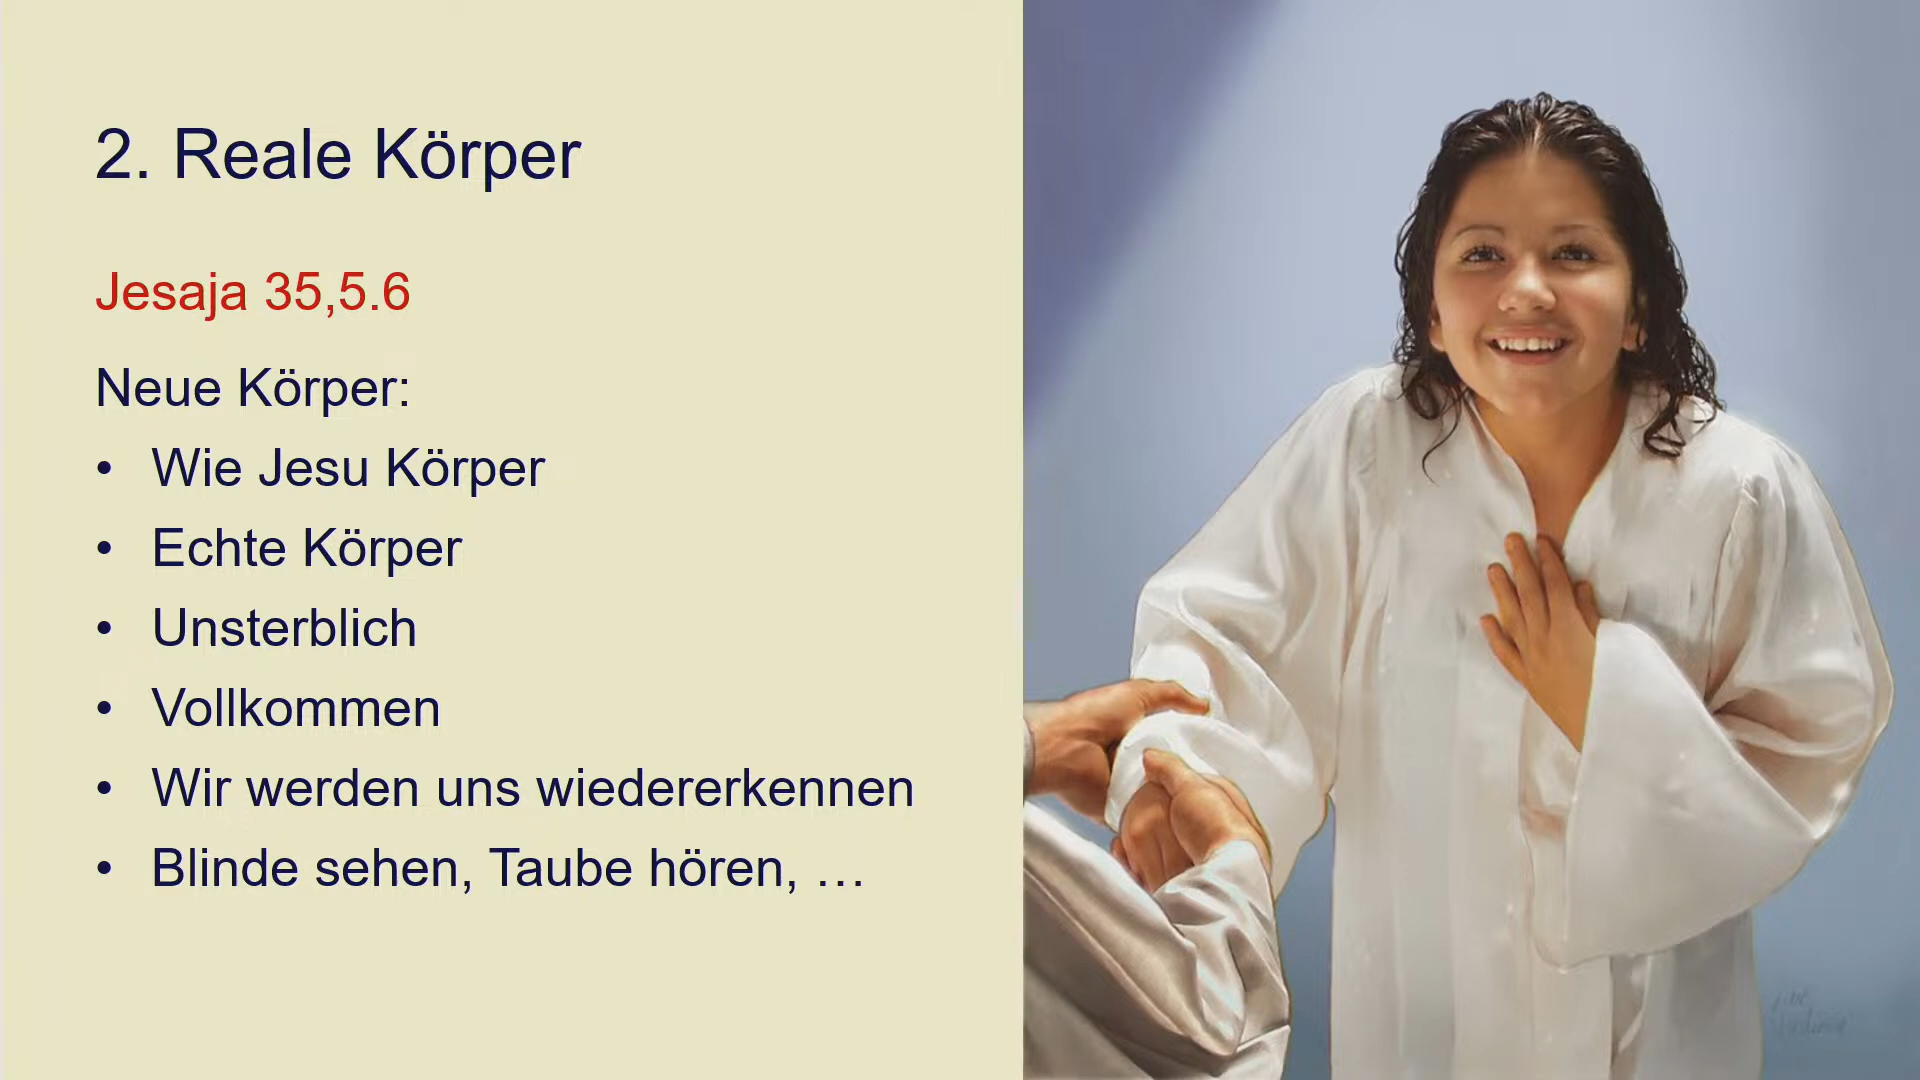 2. Reale Körper
Jesaja 35,5.6
Neue Körper:
• Wie Jesu Körper
• Echte Körper
• Unsterblich
• Vollkommen
• Wir werden uns wiedererkennen
• Blinde sehen, Taube hören, …